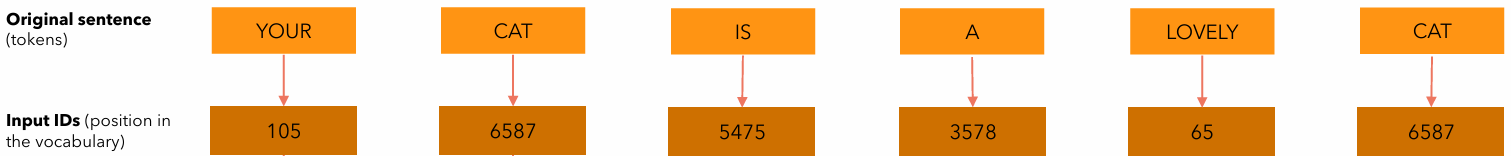 Original sentence
(tokens)
YOUR CAT IS A LOVELY CAT
Input IDs (position in
the vocabulary)
105 6587 5475 3578 65 6587